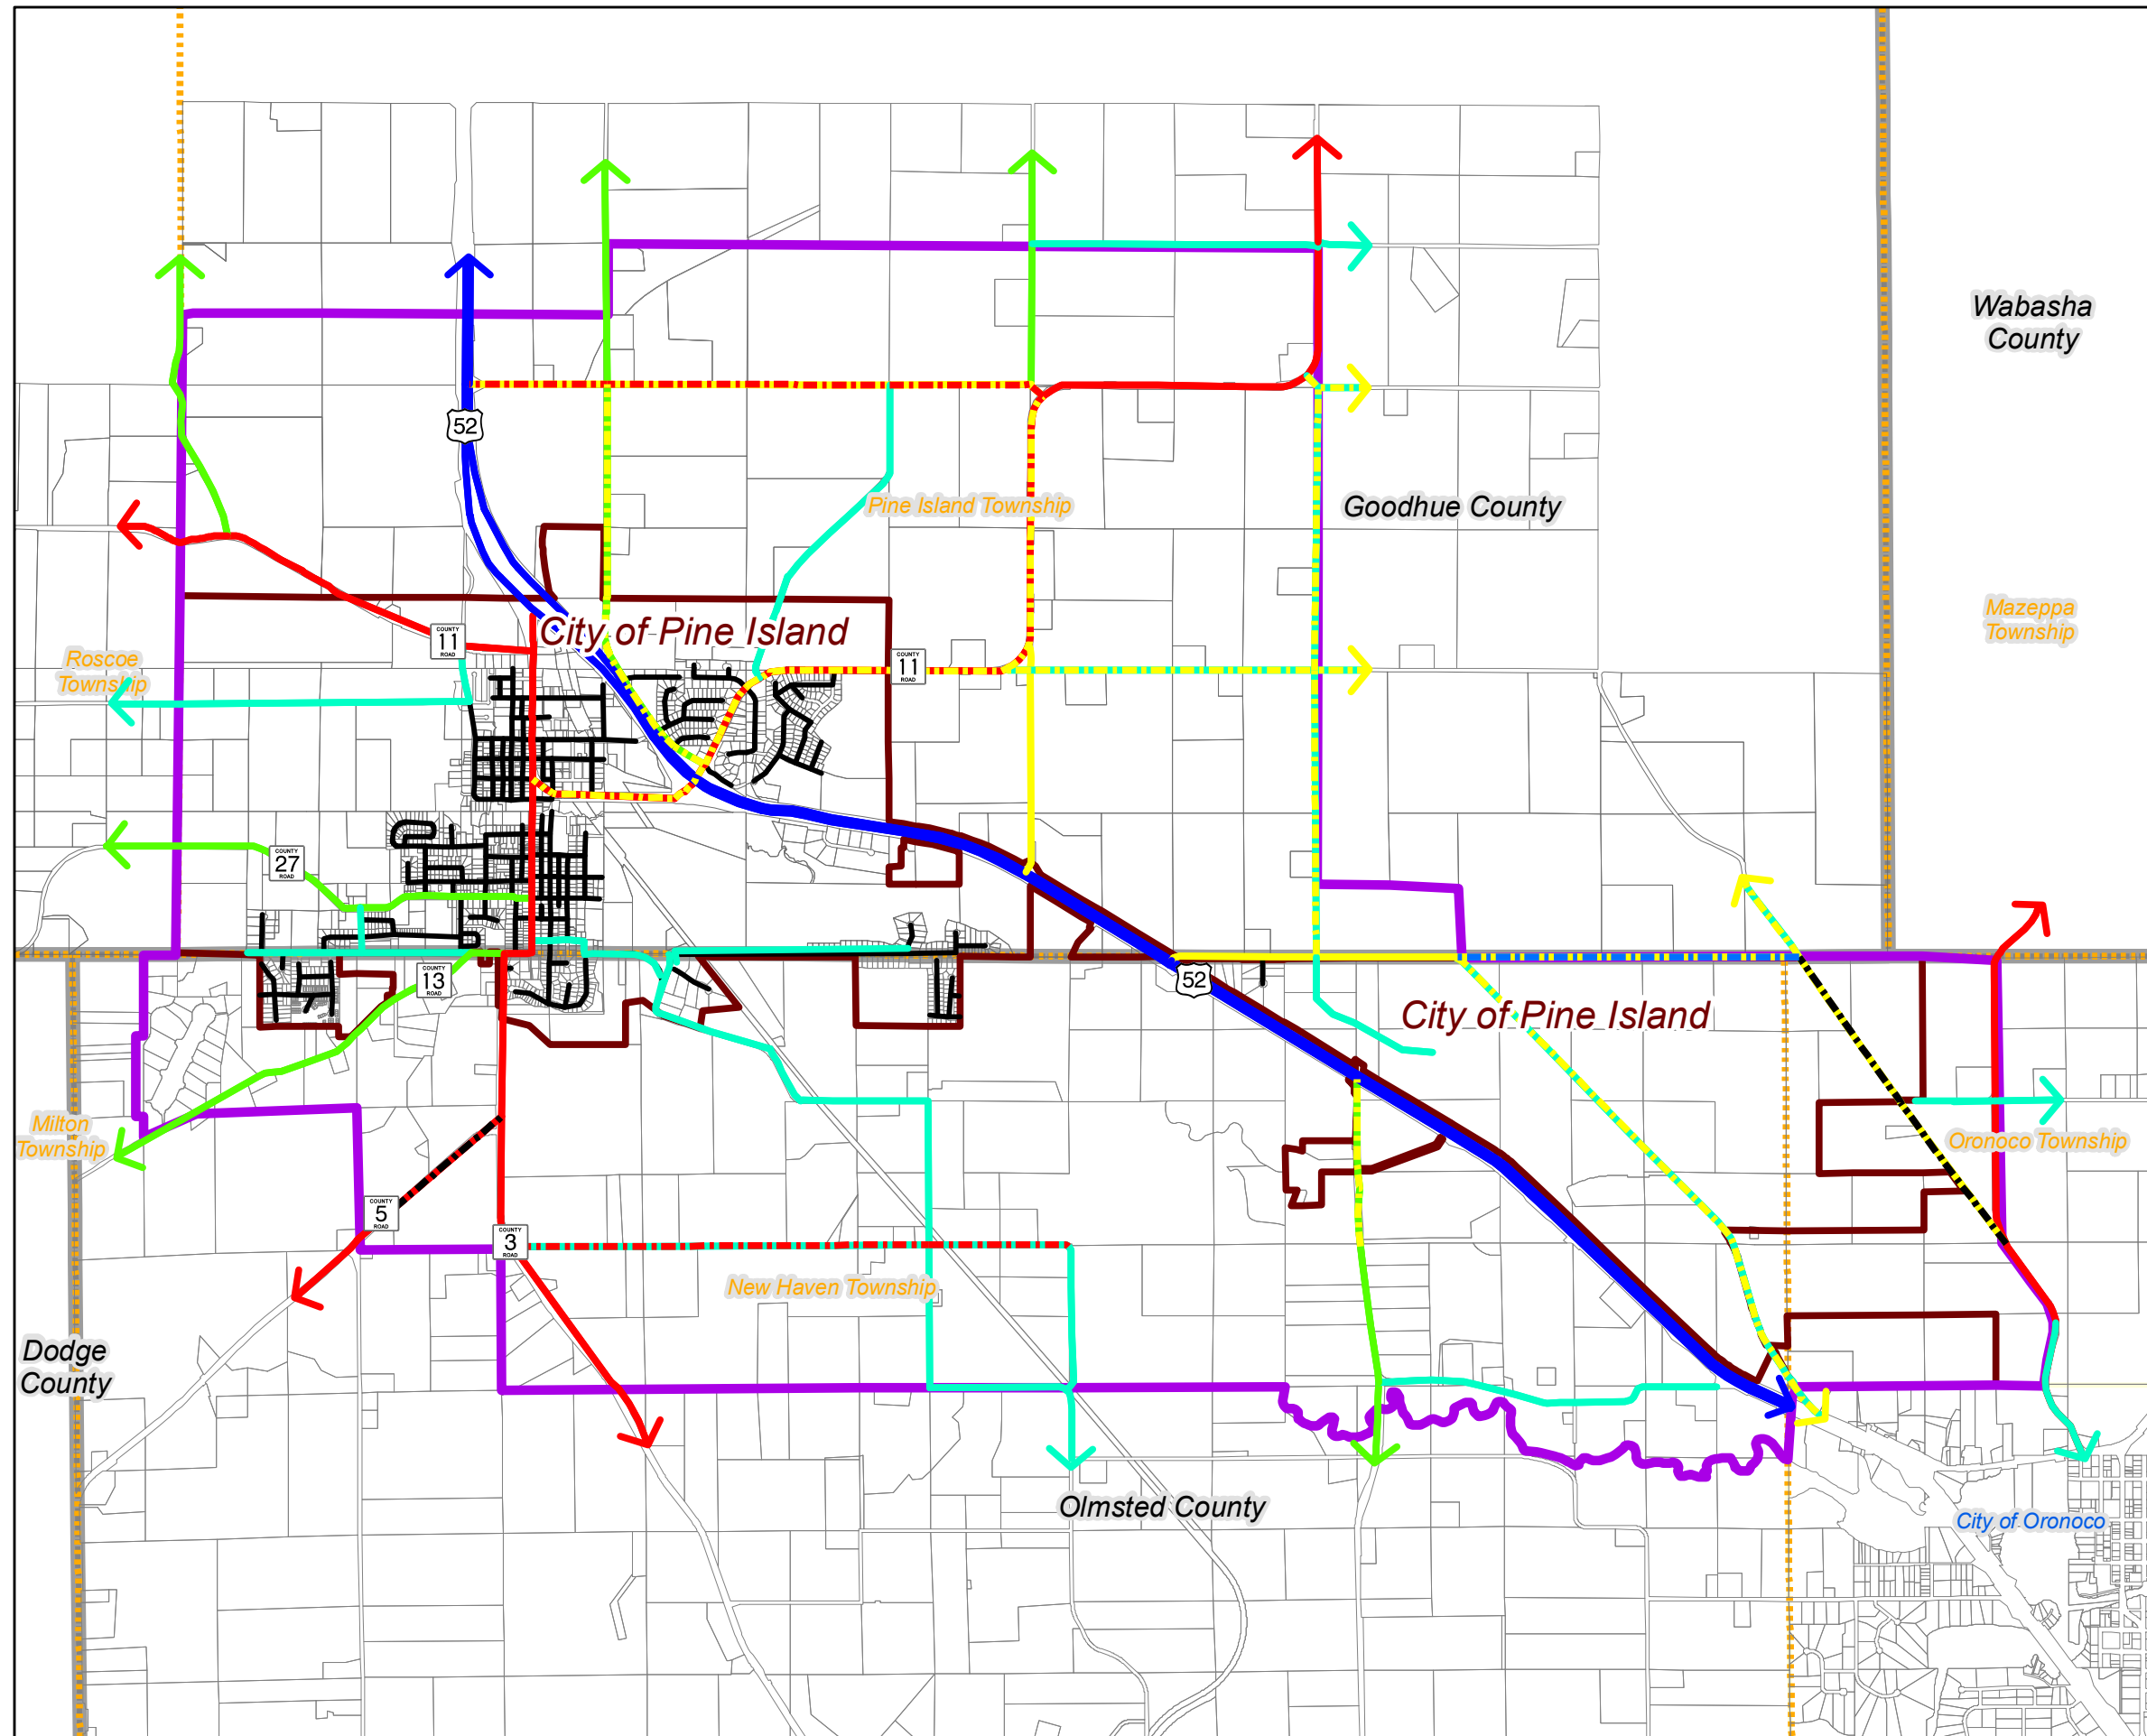 Wabasha
County
52
Pine Island Township
Goodhue County
Mazeppa
Township
City of Pine Island
COUNTY
11
ROAD
COUNTY
11
ROAD
Roscoe
Township
COUNTY
27
ROAD
COUNTY
13
ROAD
52
City of Pine Island
Milton
Township
Oronoco Township
COUNTY
5
ROAD
COUNTY
3
ROAD
New Haven Township
Dodge
County
Olmsted County
City of Oronoco